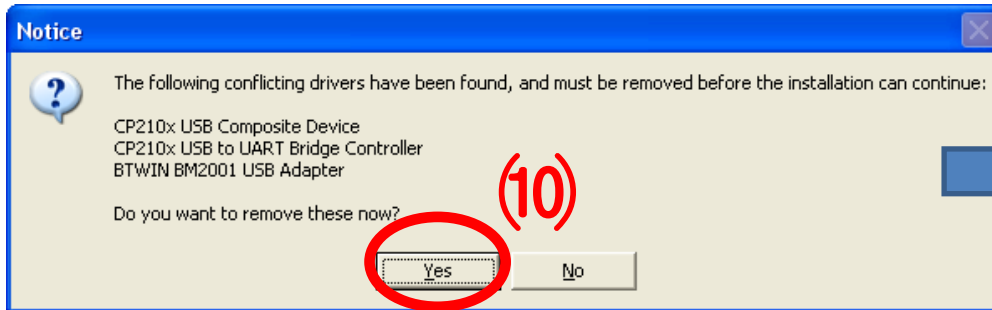 Notice
The following conflicting drivers have been found, and must be removed before the installation can continue:
CP210x USB Composite Device
CP210x USB to UART Bridge Controller
BTWIN BM2001 USB Adapter
(10)
Do you want to remove these now?
Yes No